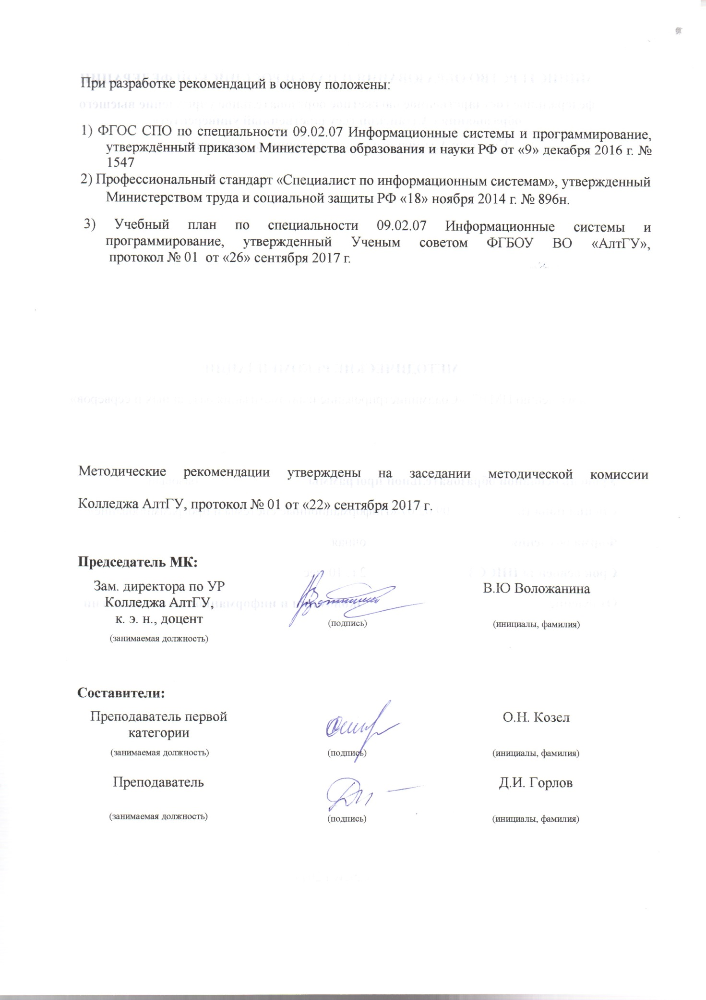 При разработке рекомендаций в основу положены:
1) ФГОС СПО по специальности 09.02.07 Информационные системы и программирование,
утверждённый приказом Министерства образования и науки РФ от «9» декабря 2016 г. №
1547
2) Профессиональный стандарт «Специалист по информационным системам», утвержденный
Министерством труда и социальной защиты РФ «18» ноября 2014 г. № 896н.
3) Учебный план по специальности 09.02.07 Информационные системы и
программирование, утвержденный Ученым советом ФГБОУ ВО «АлтГУ»,
протокол № 01 от «26» сентября 2017 г.
Методические рекомендации утверждены на заседании методической комиссии
Колледжа АлтГУ, протокол № 01 от «22» сентября 2017 г.
Председатель МК:
Зам. директора по УР В.Ю Воложанина
Колледжа АлтГУ,
к. э. н., доцент (подпись) (инициалы, фамилия)
(занимаемая должность)
Составители:
Преподаватель первой О.Н. Козел
категории
(занимаемая должность) (подпись) (инициалы, фамилия)
Преподаватель Д.И. Горлов
(занимаемая должность) (подпись) (инициалы, фамилия)